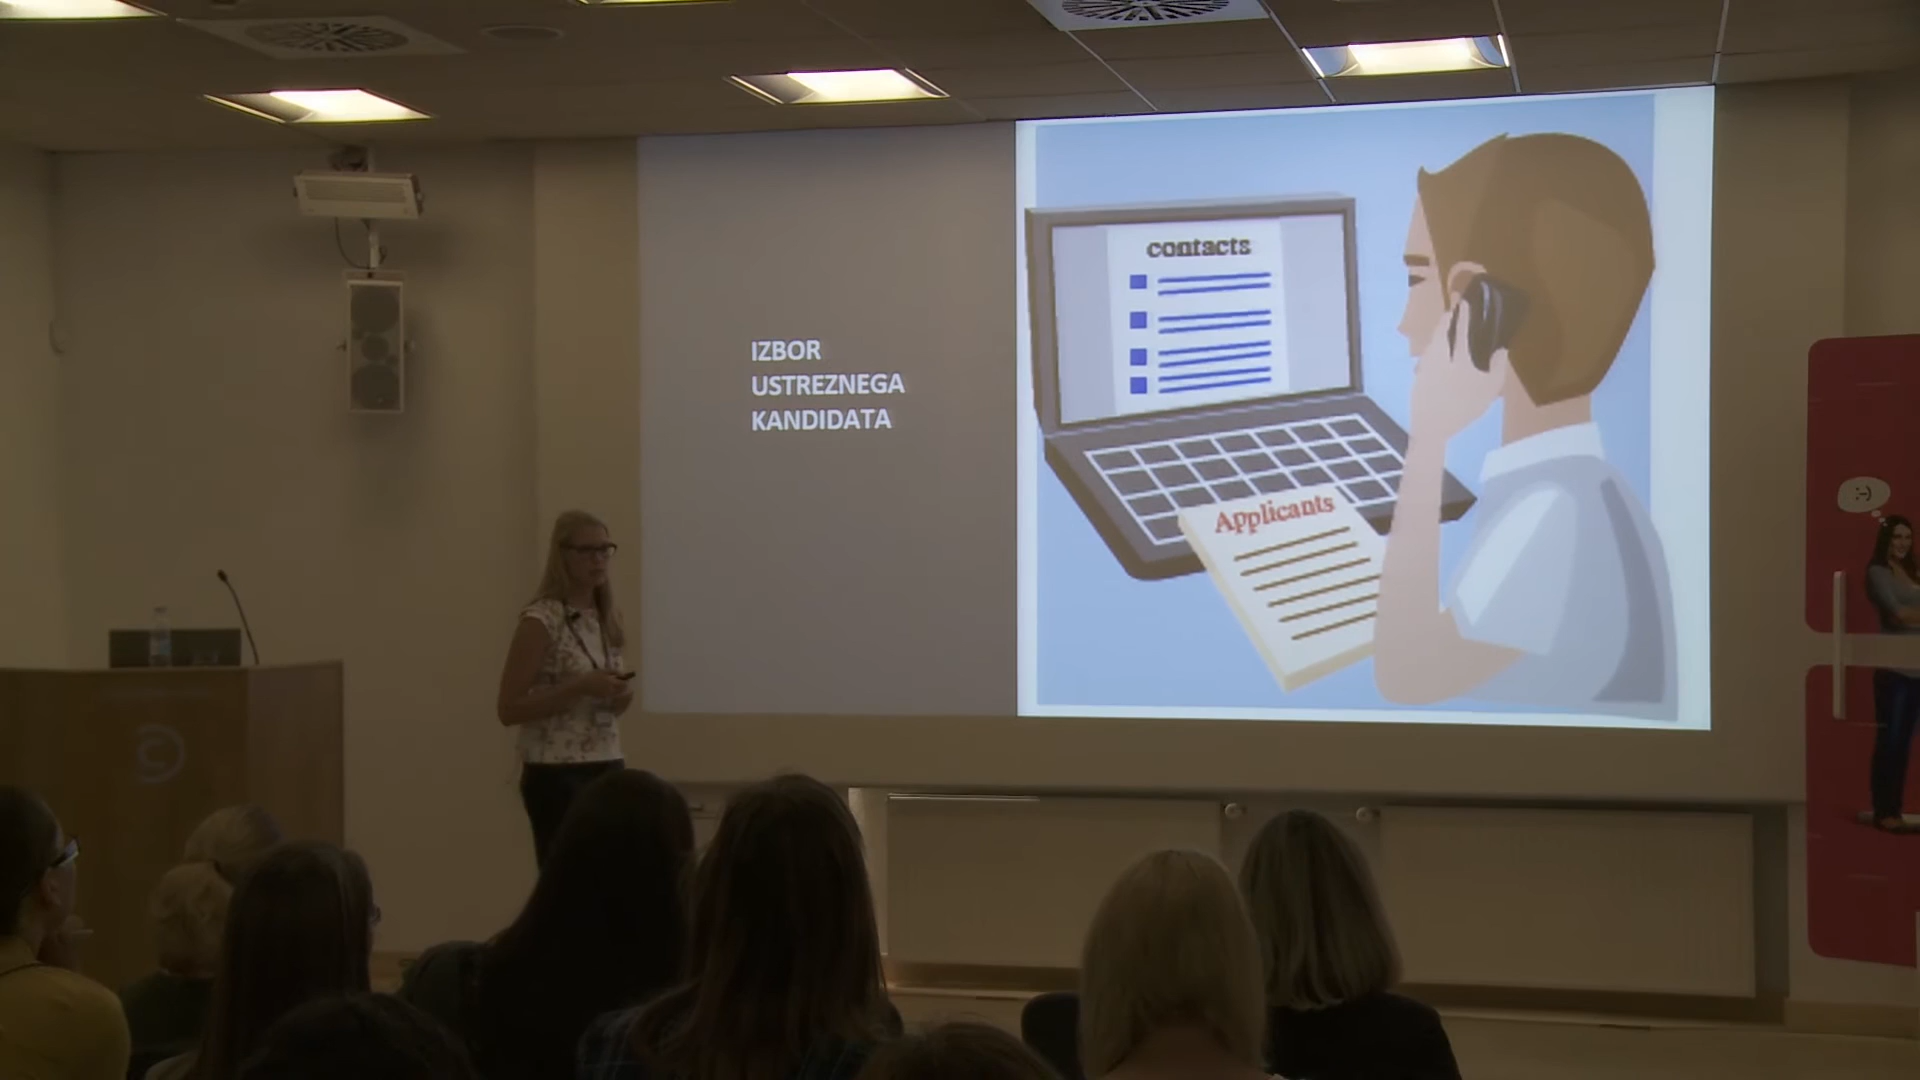 IZBOR
USTREZNEGA
KANDIDATA
contacts
Applicants
:-)